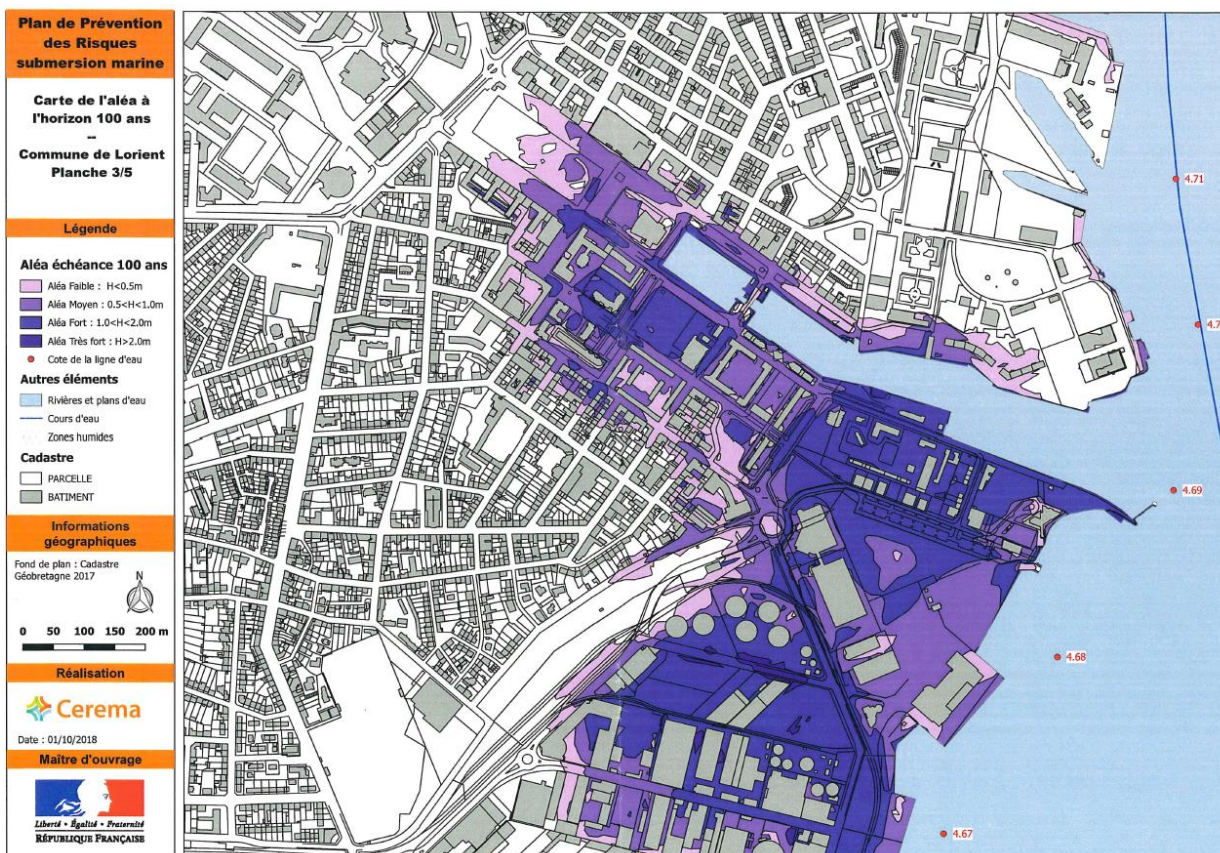 Plan de Prévention
des Risques
submersion marine
Carte de l'aléa à
l'horizon 100 ans
--
Commune de Lorient
Planche 3/5
Légende
Aléa échéance 100 ans
Aléa Faible : H<0.5m
Aléa Moyen : 0.5<H<1.0m
Aléa Fort : 1.0<H<2.0m
Aléa Très fort : H>2.0m
Cote de la ligne d'eau
Autres éléments
Rivières et plans d'eau
Cours d'eau
Zones humides
Cadastre
PARCELLE
BATIMENT
Informations
géographiques
Fond de plan : Cadastre
Géobretagne 2017
N
0 50 100 150 200 m
Réalisation
Cerema
Date : 01/10/2018
Maître d'ouvrage
Liberté • Égalité • Fraternité
RÉPUBLIQUE FRANÇAISE
4.71
4.7
4.69
4.68
4.67